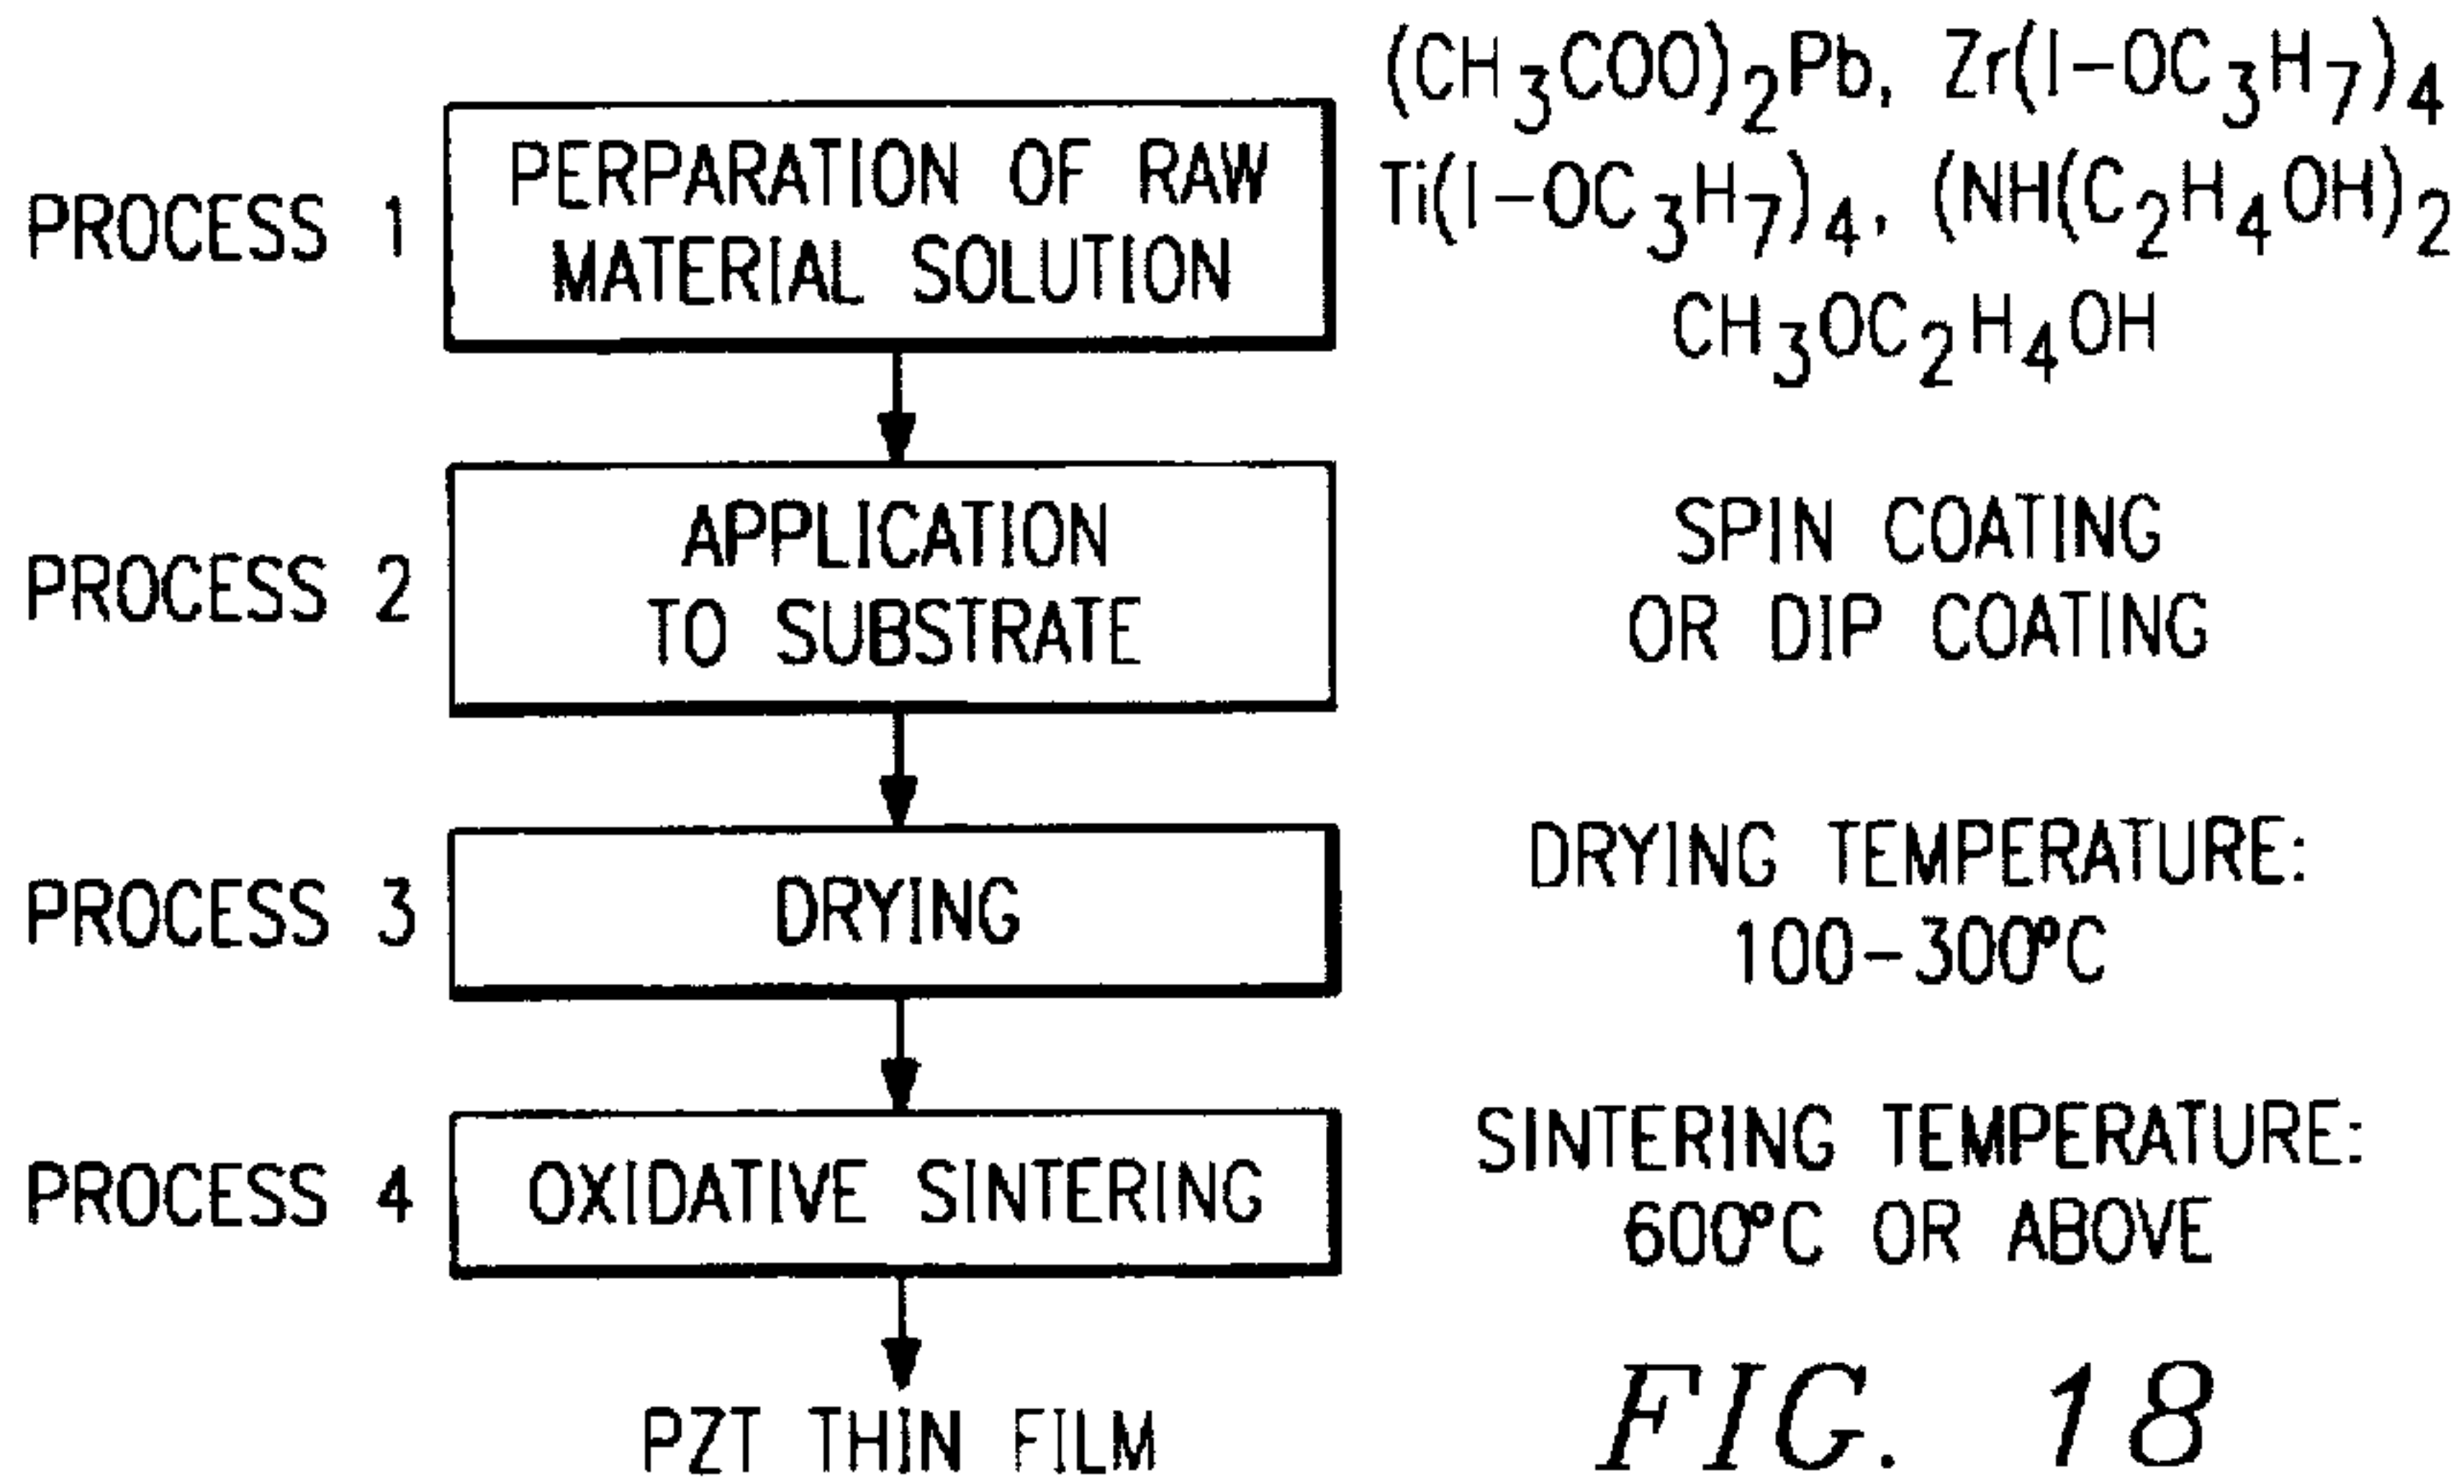 (CH3COO)2Pb, Zr(I-OC3H7)4
PROCESS 1
PERPARATION OF RAW
MATERIAL SOLUTION
Ti(I-OC3H7)4, (NH(C2H4OH)2
CH3OC2H4OH
PROCESS 2
APPLICATION
TO SUBSTRATE
SPIN COATING
OR DIP COATING
PROCESS 3
DRYING
DRYING TEMPERATURE:
100-300°C
PROCESS 4
OXIDATIVE SINTERING
SINTERING TEMPERATURE:
600°C OR ABOVE
PZT THIN FILM
FIG. 18